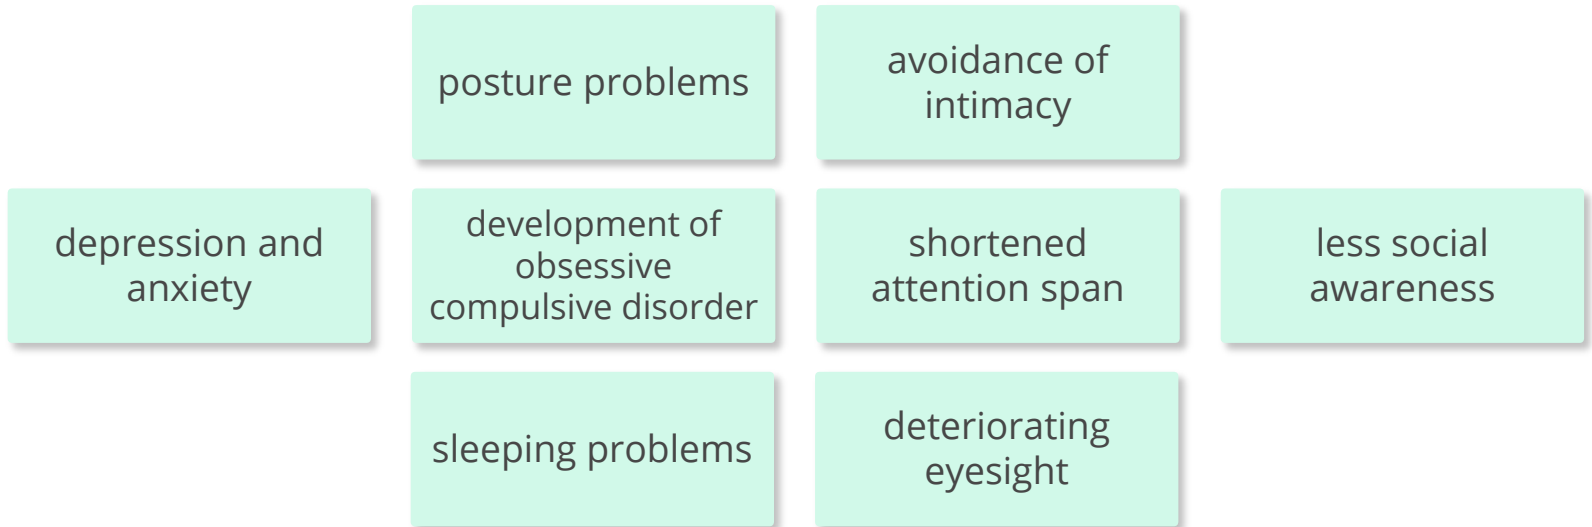 posture problems
avoidance of
intimacy
depression and
anxiety
development of
obsessive
compulsive disorder
shortened
attention span
less social
awareness
sleeping problems
deteriorating
eyesight